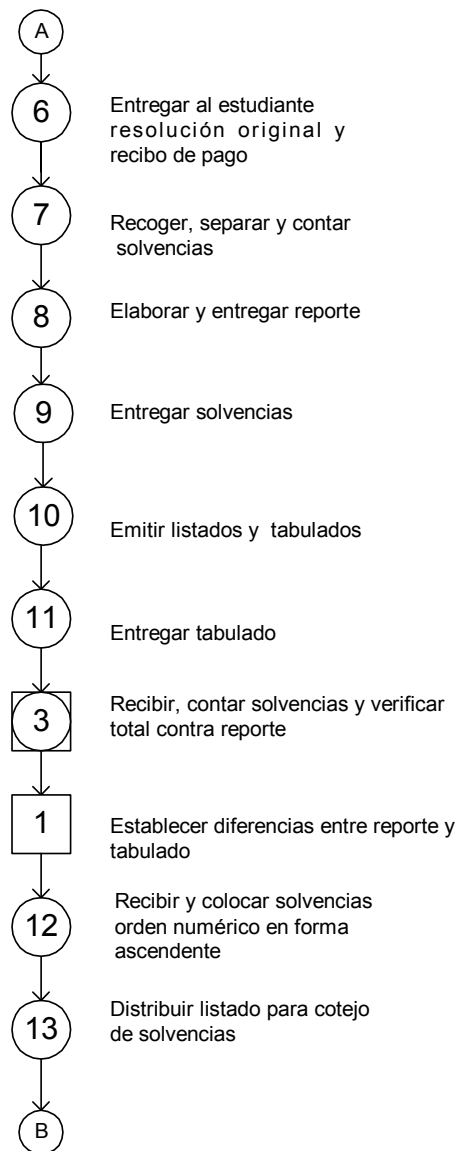 A
6
Entregar al estudiante
resolución original y
recibo de pago
7
Recoger, separar y contar
solvencias
8
Elaborar y entregar reporte
9
Entregar solvencias
10
Emitir listados y tabulados
11
Entregar tabulado
3
Recibir, contar solvencias y verificar
total contra reporte
1
Establecer diferencias entre reporte y
tabulado
12
Recibir y colocar solvencias
orden numérico en forma
ascendente
13
Distribuir listado para cotejo
de solvencias
B